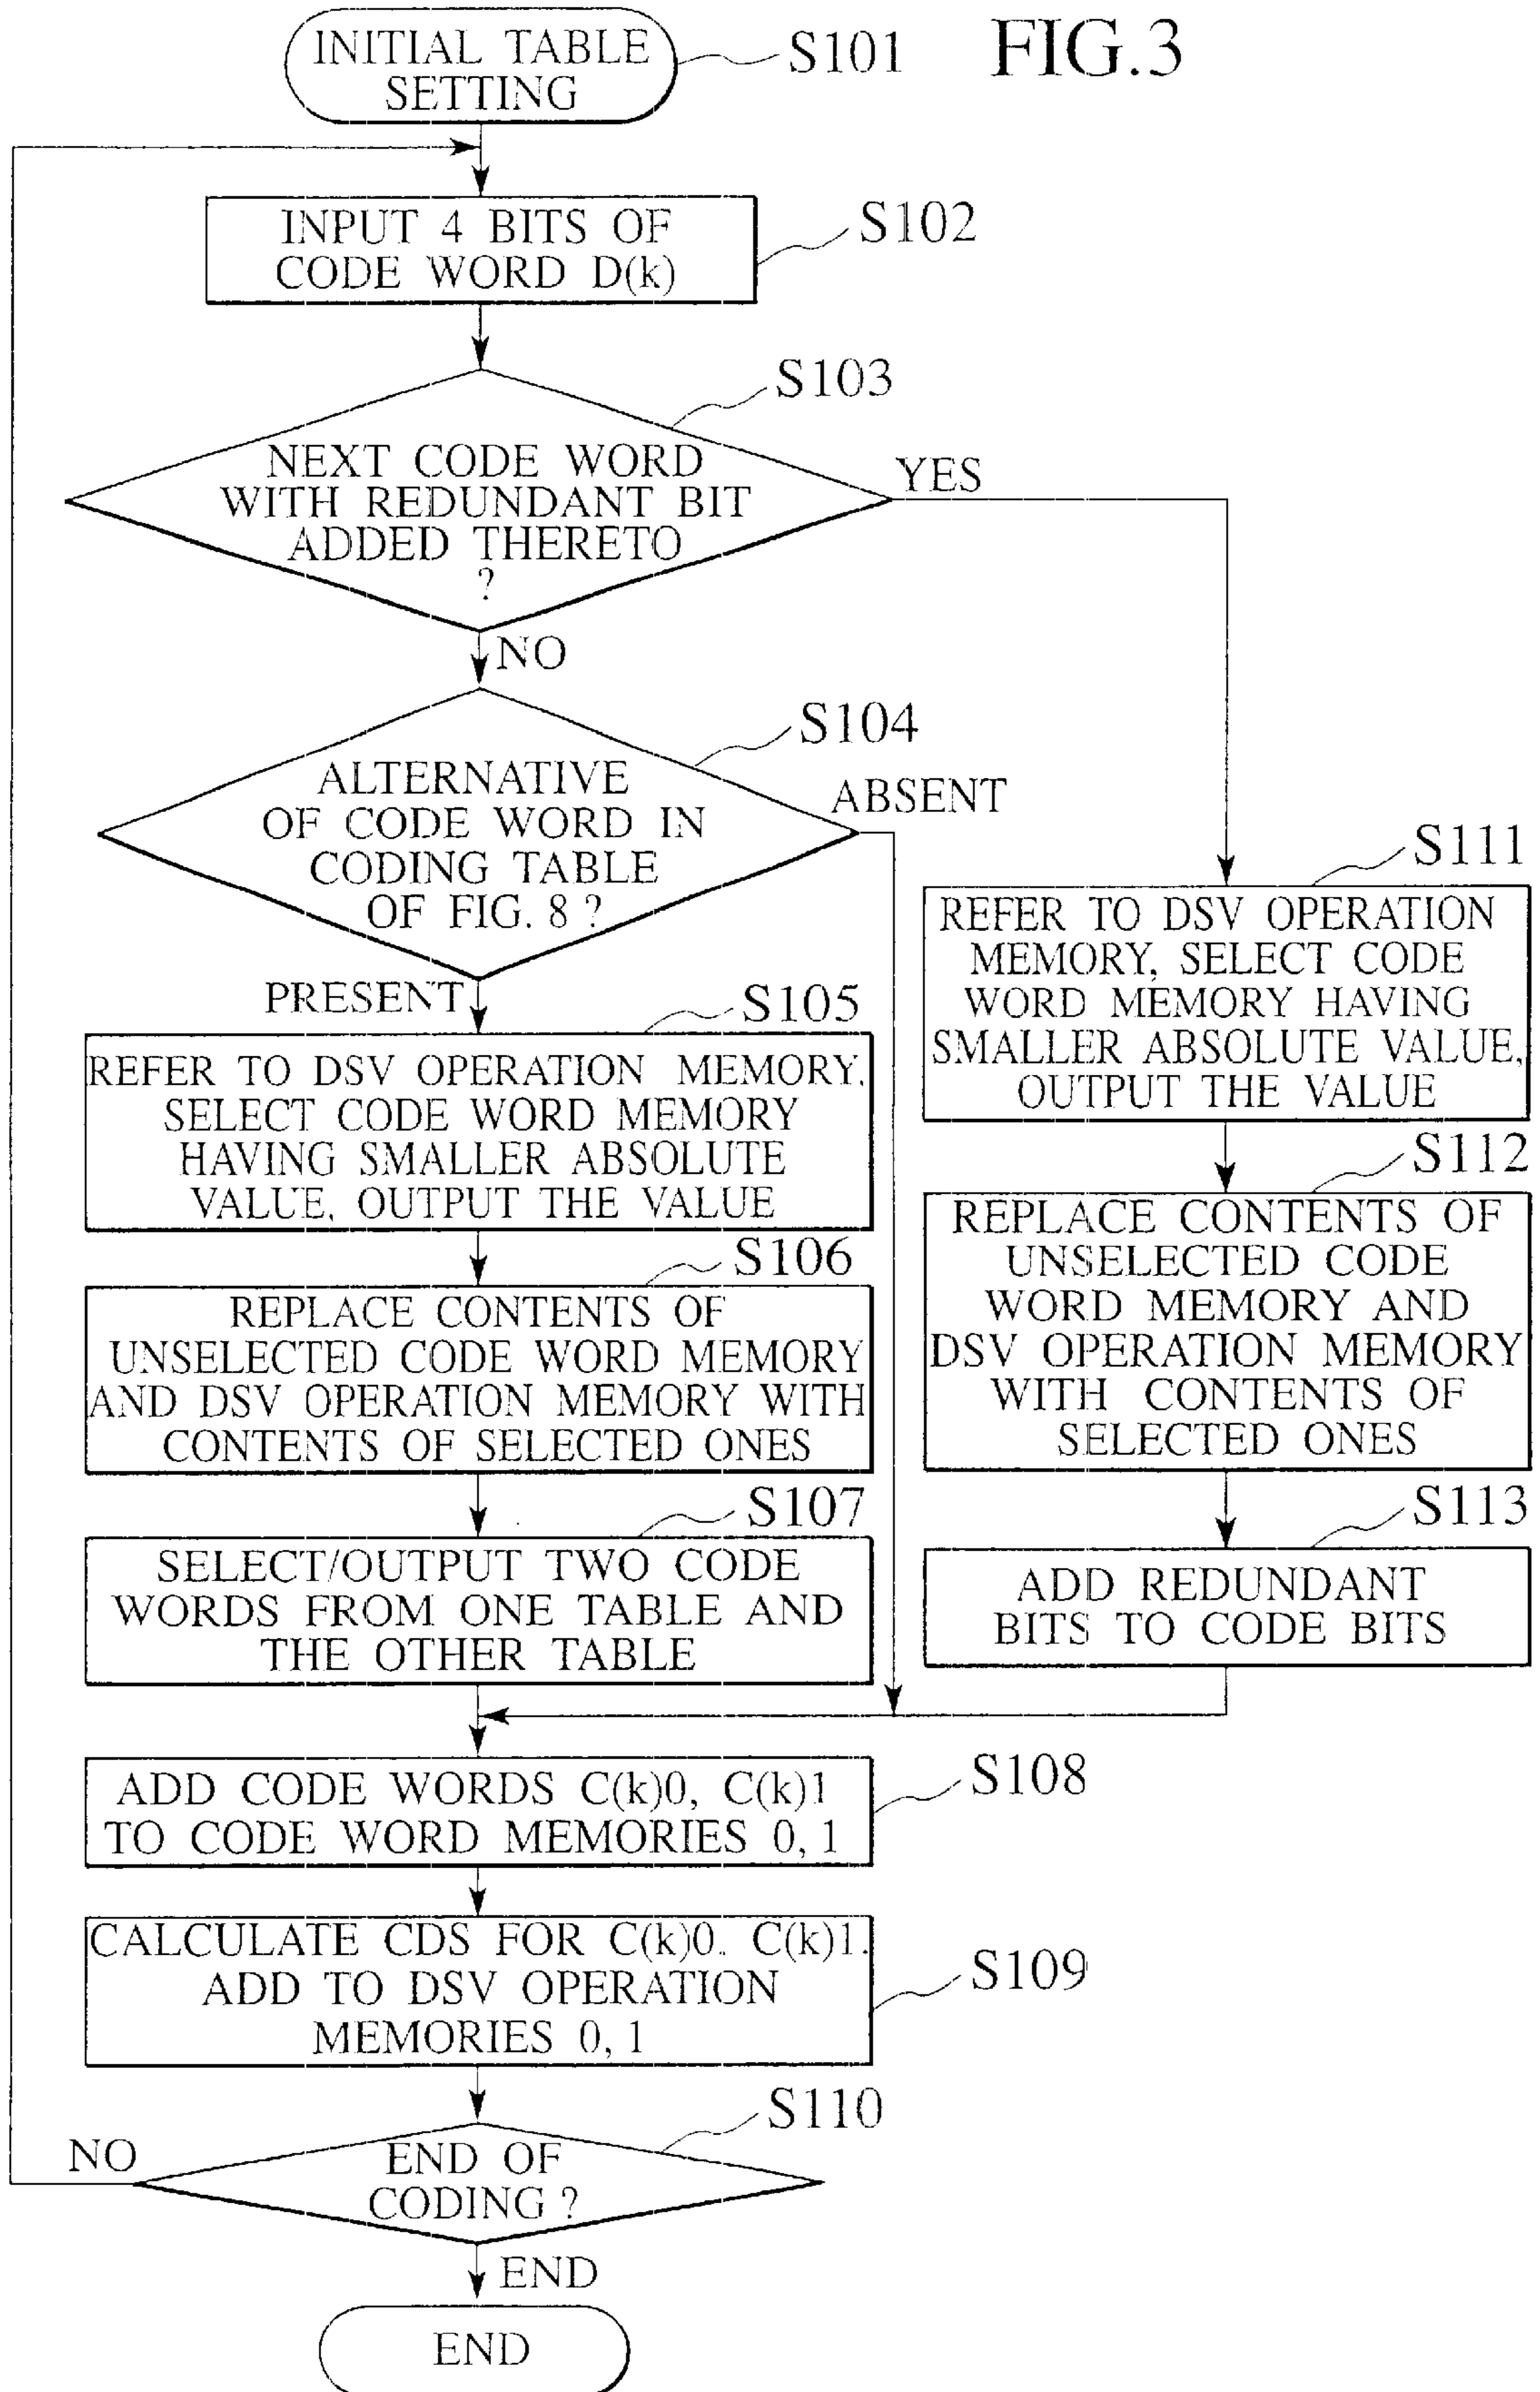 FIG.3
INITIAL TABLE
SETTING
S101
INPUT 4 BITS OF
CODE WORD D(k)
S102
S103
NEXT CODE WORD
WITH REDUNDANT BIT
ADDED THERETO
?
YES
NO
S104
ALTERNATIVE
OF CODE WORD IN
CODING TABLE
OF FIG. 8 ?
ABSENT
PRESENT
S105
REFER TO DSV OPERATION MEMORY,
SELECT CODE WORD MEMORY
HAVING SMALLER ABSOLUTE
VALUE, OUTPUT THE VALUE
S106
REPLACE CONTENTS OF
UNSELECTED CODE WORD MEMORY
AND DSV OPERATION MEMORY WITH
CONTENTS OF SELECTED ONES
S107
SELECT/OUTPUT TWO CODE
WORDS FROM ONE TABLE AND
THE OTHER TABLE
S111
REFER TO DSV OPERATION
MEMORY, SELECT CODE
WORD MEMORY HAVING
SMALLER ABSOLUTE VALUE,
OUTPUT THE VALUE
S112
REPLACE CONTENTS OF
UNSELECTED CODE
WORD MEMORY AND
DSV OPERATION MEMORY
WITH CONTENTS OF
SELECTED ONES
S113
ADD REDUNDANT
BITS TO CODE BITS
ADD CODE WORDS C(k)0, C(k)1
TO CODE WORD MEMORIES 0, 1
S108
CALCULATE CDS FOR C(k)0, C(k)1,
ADD TO DSV OPERATION
MEMORIES 0, 1
S109
S110
END OF
CODING ?
NO
END
END